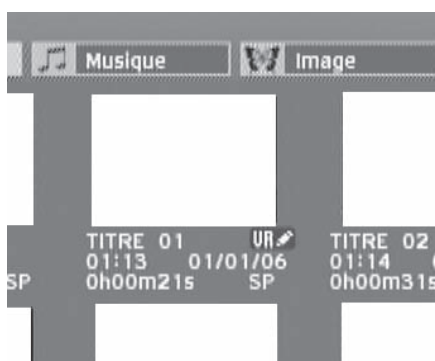 Musique Image
TITRE 01 VR TITRE 02
01:13 01/01/06 01:14
SP 0h00m21s SP 0h00m31s